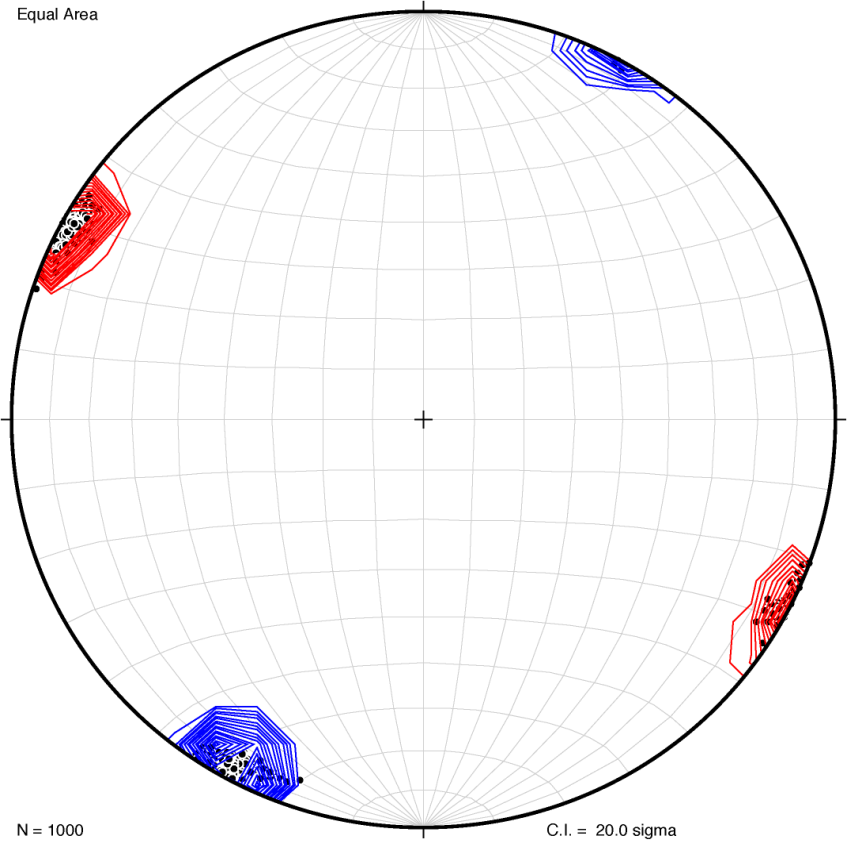 Equal Area
N = 1000
C.I. = 20.0 sigma